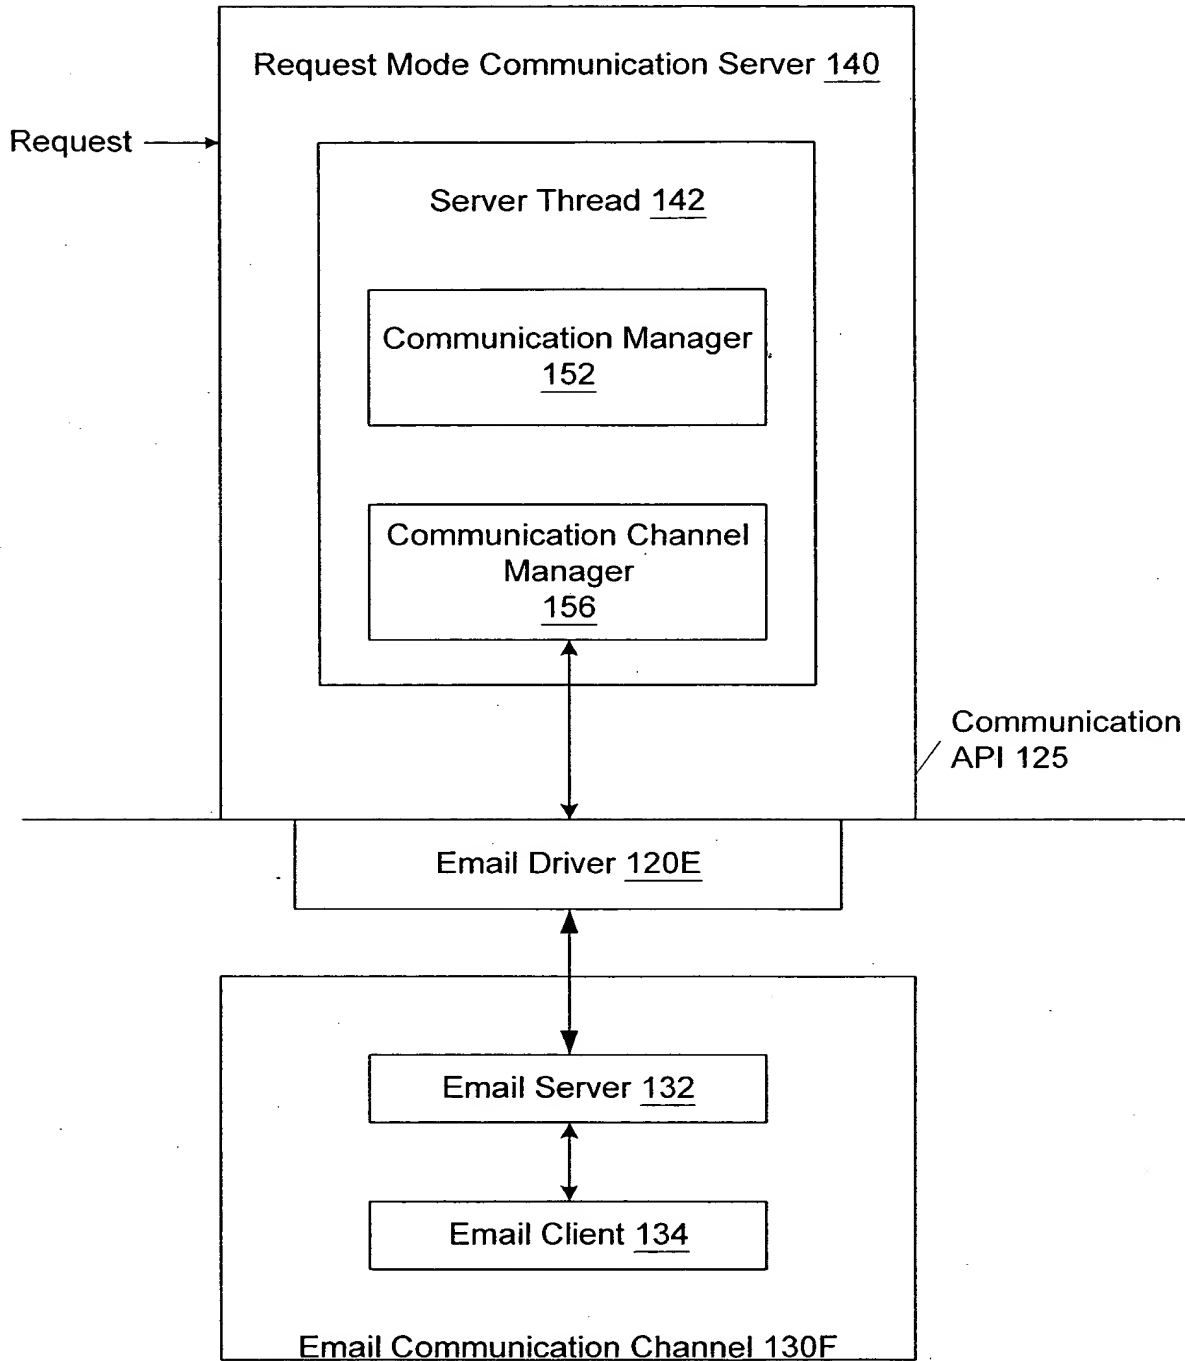 Request Mode Communication Server 140
Request
Server Thread 142
Communication Manager
152
Communication Channel
Manager
156
Communication
API 125
Email Driver 120E
Email Server 132
Email Client 134
Email Communication Channel 130F